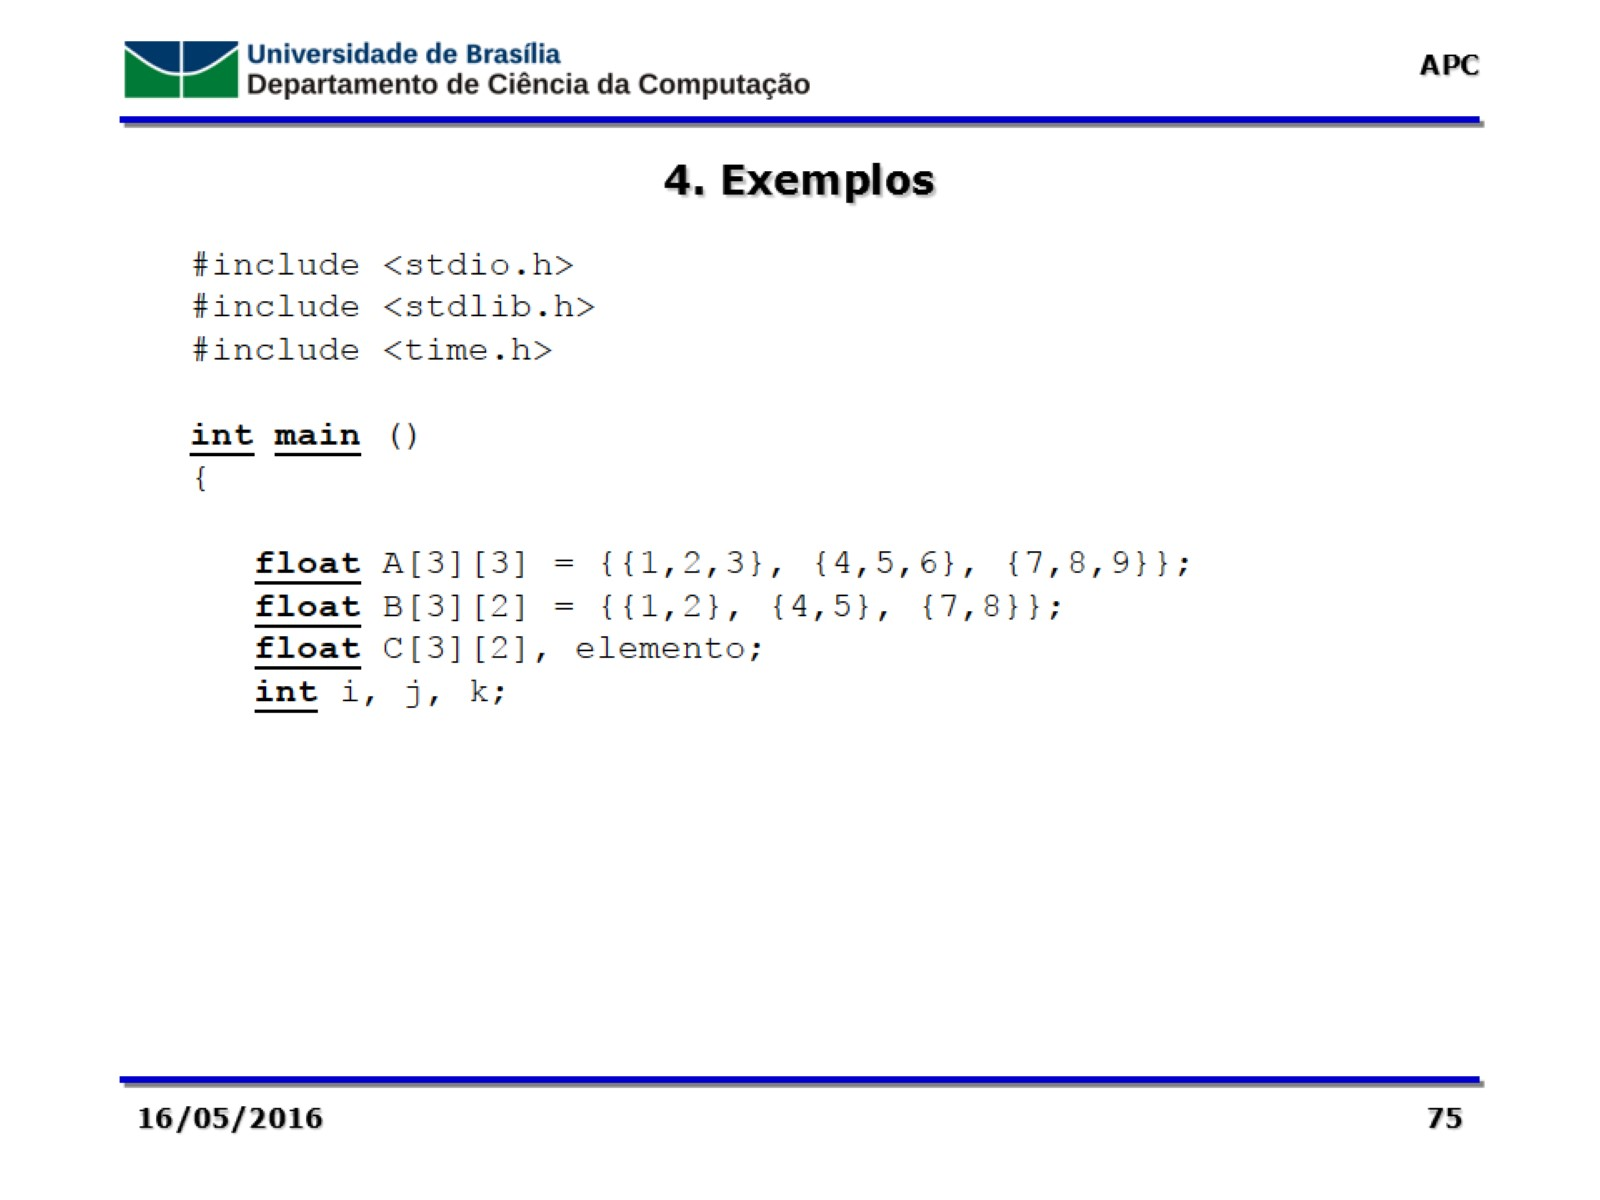 Universidade de Brasília
Departamento de Ciência da Computação
APC
4. Exemplos
#include <stdio.h>
#include <stdlib.h>
#include <time.h>
int main ()
{
float A[3][3] = {{1,2,3}, {4,5,6}, {7,8,9}};
float B[3][2] = {{1,2}, {4,5}, {7,8}};
float C[3][2], elemento;
int i, j, k;
16/05/2016
75